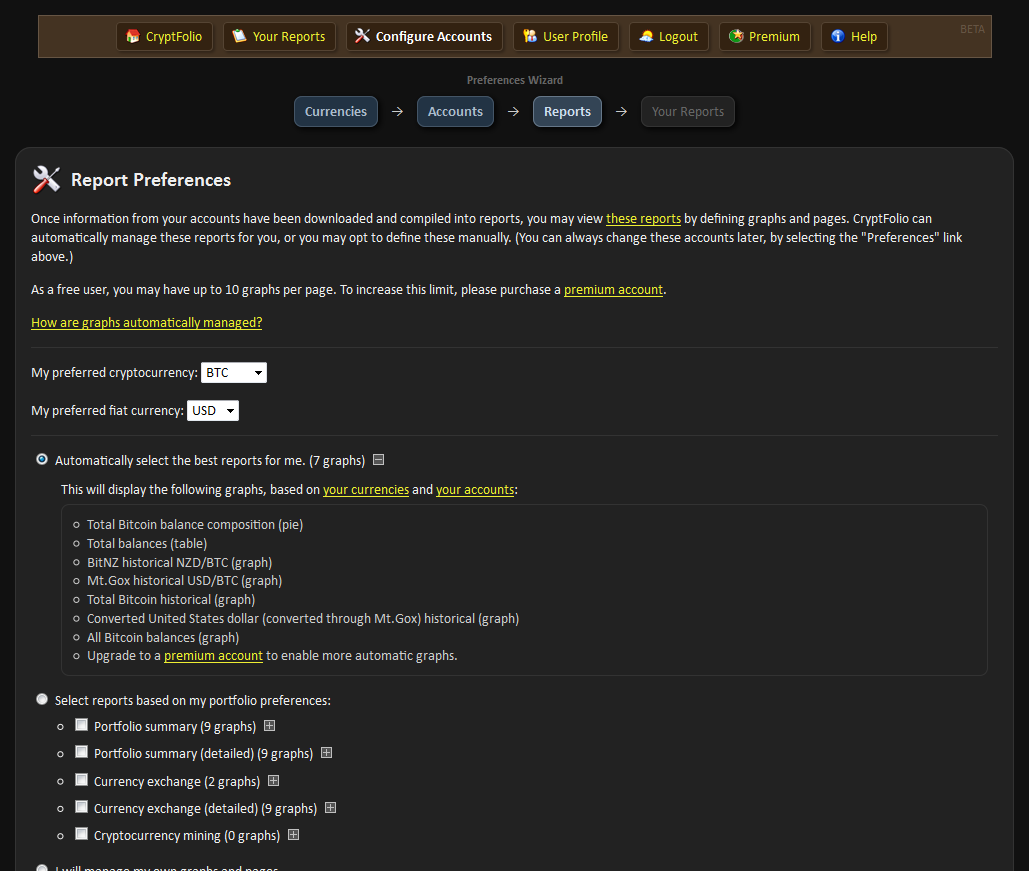 CryptFolio Your Reports Configure Accounts User Profile Logout Premium Help BETA
Preferences Wizard
Currencies → Accounts → Reports → Your Reports
Report Preferences
Once information from your accounts have been downloaded and compiled into reports, you may view these reports by defining graphs and pages. CryptFolio can
automatically manage these reports for you, or you may opt to define these manually. (You can always change these accounts later, by selecting the "Preferences" link
above.)
As a free user, you may have up to 10 graphs per page. To increase this limit, please purchase a premium account.
How are graphs automatically managed?
My preferred cryptocurrency: BTC
My preferred fiat currency: USD
Automatically select the best reports for me. (7 graphs)
This will display the following graphs, based on your currencies and your accounts:
Total Bitcoin balance composition (pie)
Total balances (table)
BitNZ historical NZD/BTC (graph)
Mt.Gox historical USD/BTC (graph)
Total Bitcoin historical (graph)
Converted United States dollar (converted through Mt.Gox) historical (graph)
All Bitcoin balances (graph)
Upgrade to a premium account to enable more automatic graphs.
Select reports based on my portfolio preferences:
Portfolio summary (9 graphs)
Portfolio summary (detailed) (9 graphs)
Currency exchange (2 graphs)
Currency exchange (detailed) (9 graphs)
Cryptocurrency mining (0 graphs)
I will manage my own graphs and pages